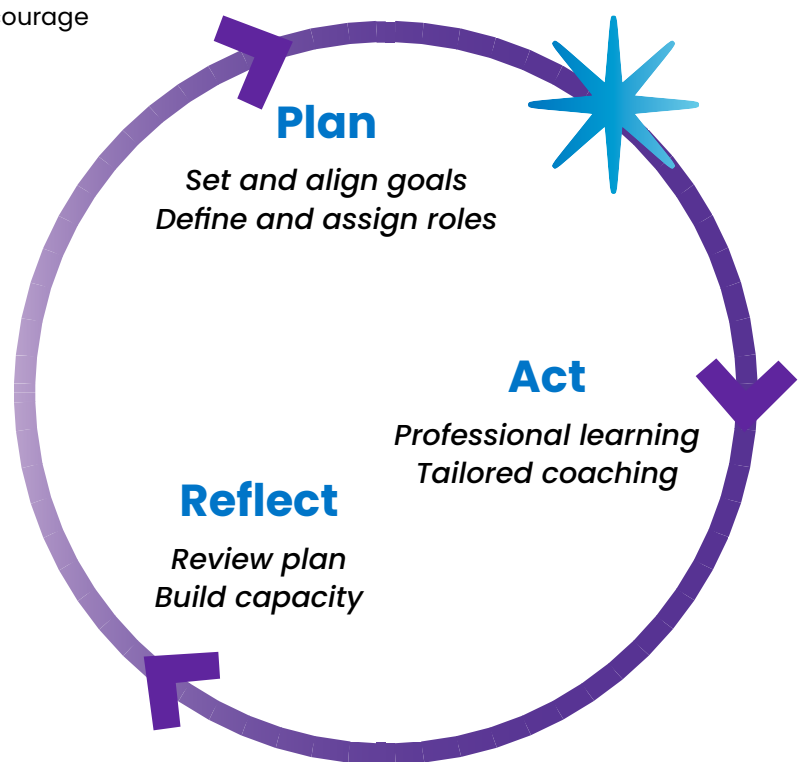 Plan
Set and align goals
Define and assign roles
Act
Professional learning
Tailored coaching
Reflect
Review plan
Build capacity